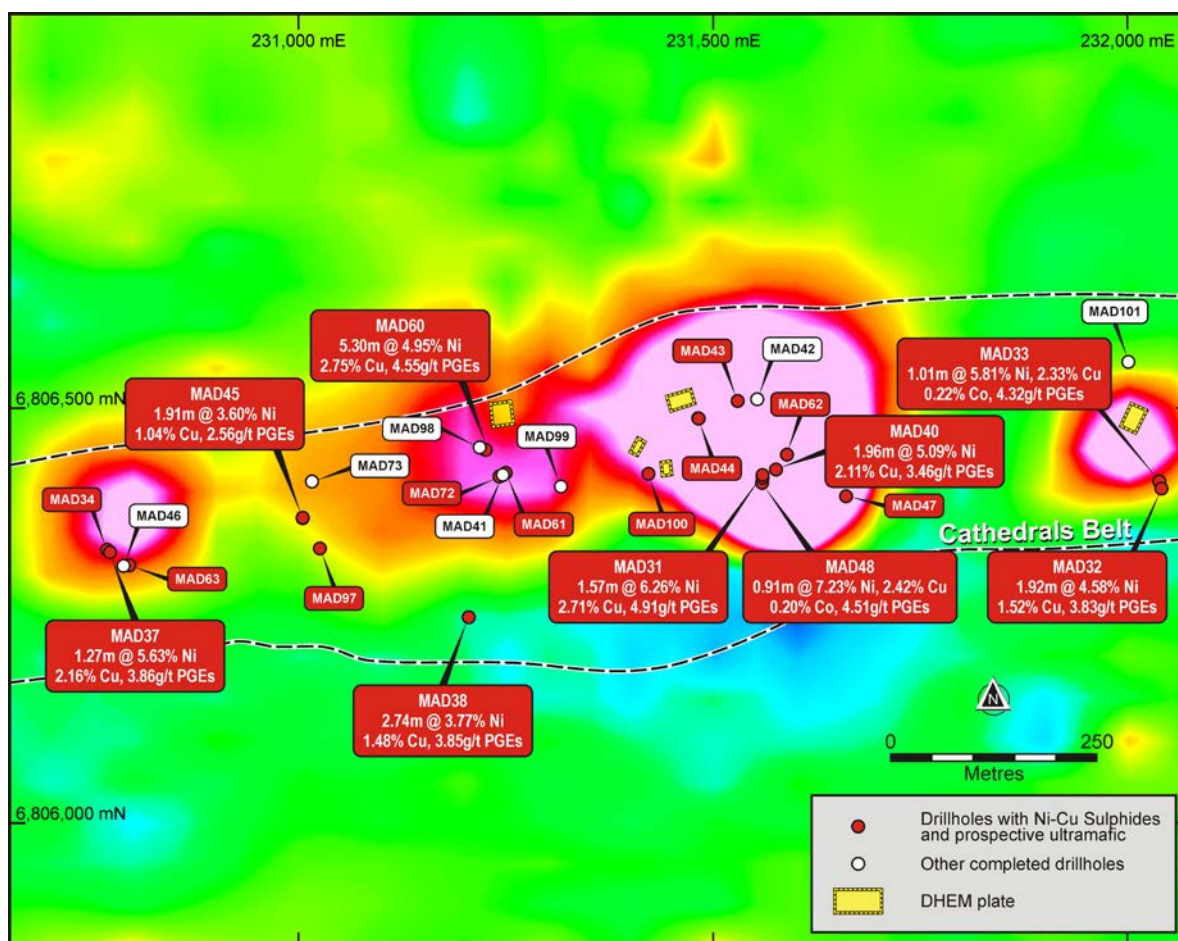 231,000 mE
231,500 mE
232,000 mE
MAD101
MAD60
5.30m @ 4.95% Ni
2.75% Cu, 4.55g/t PGEs
MAD43
MAD42
MAD33
1.01m @ 5.81% Ni, 2.33% Cu
0.22% Co, 4.32g/t PGEs
MAD45
1.91m @ 3.60% Ni
1.04% Cu, 2.56g/t PGEs
6,806,500 mN
MAD62
MAD98
MAD99
MAD40
1.96m @ 5.09% Ni
2.11% Cu, 3.46g/t PGEs
MAD73
MAD44
MAD72
MAD47
MAD34
MAD46
MAD41
MAD61
MAD100
Cathedrals Belt
MAD63
MAD97
MAD31
1.57m @ 6.26% Ni
2.71% Cu, 4.91g/t PGEs
MAD48
0.91m @ 7.23% Ni, 2.42% Cu
0.20% Co, 4.51g/t PGEs
MAD32
1.92m @ 4.58% Ni
1.52% Cu, 3.83g/t PGEs
MAD37
1.27m @ 5.63% Ni
2.16% Cu, 3.86g/t PGEs
MAD38
2.74m @ 3.77% Ni
1.48% Cu, 3.85g/t PGEs
N
0
250
Metres
6,806,000 mN
Drillholes with Ni-Cu Sulphides
and prospective ultramafic
Other completed drillholes
DHEM plate